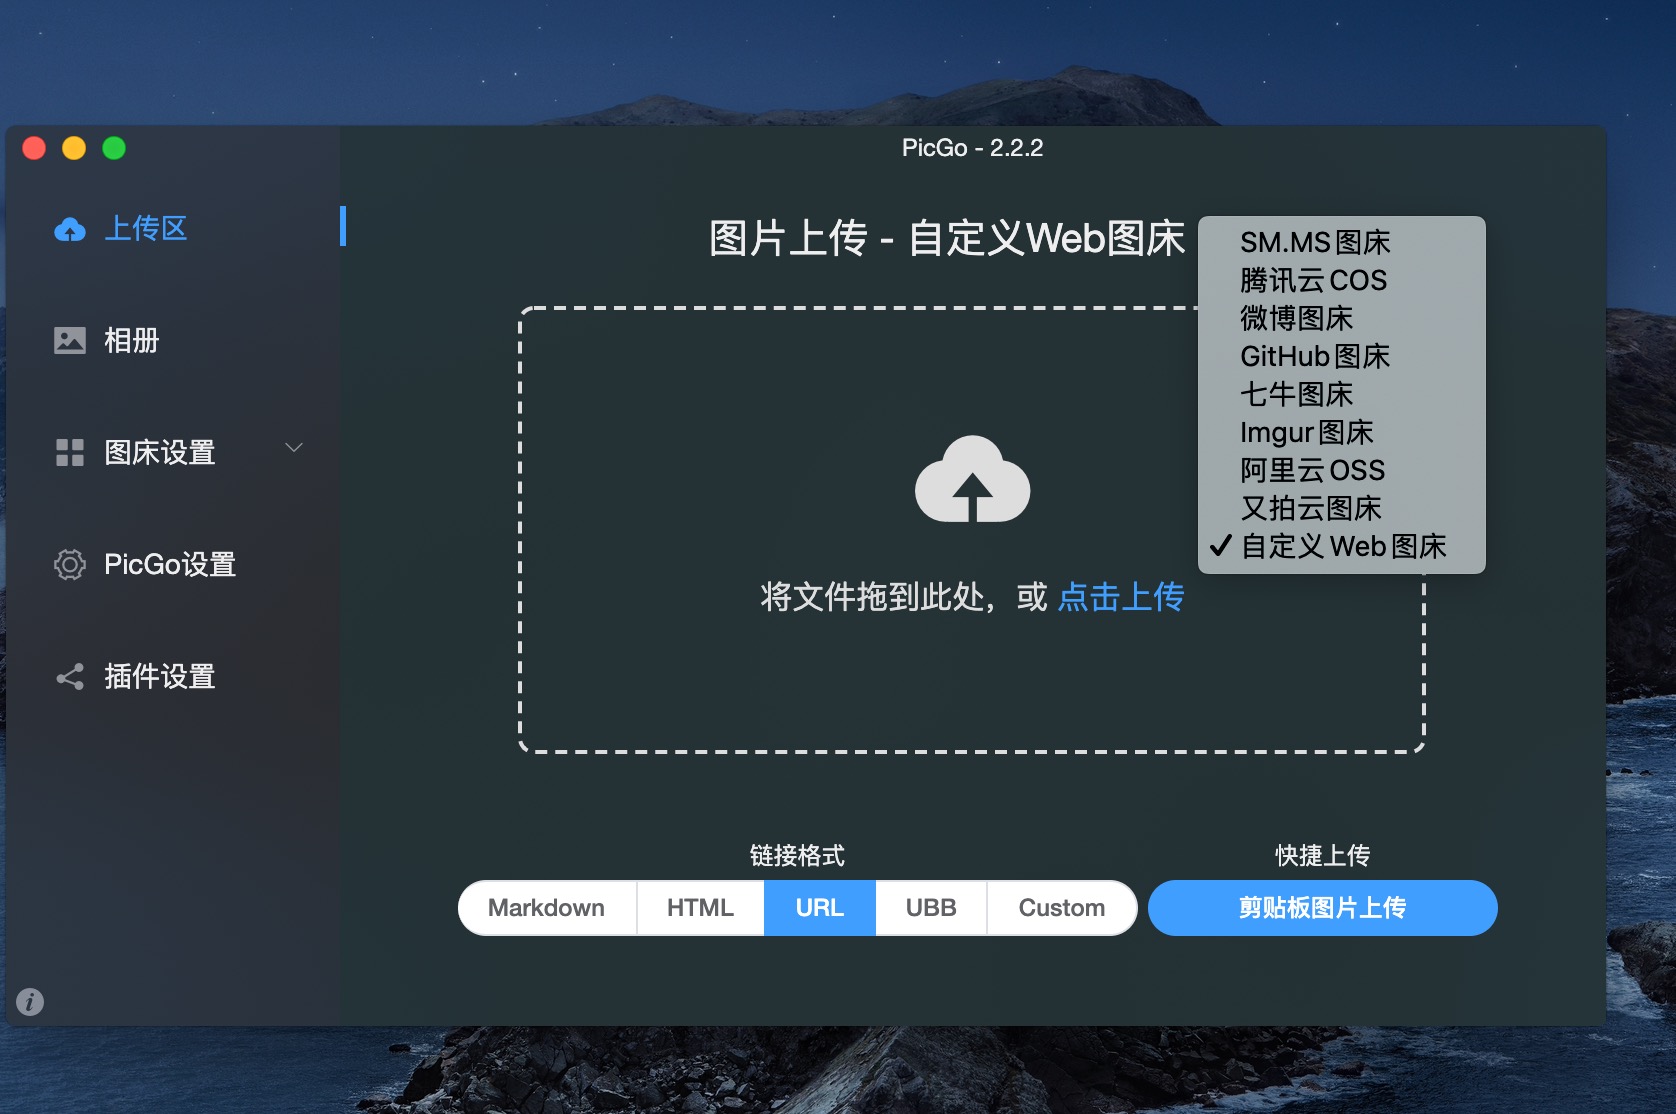 PicGo - 2.2.2
上传区
相册
图床设置
PicGo设置
插件设置
图片上传 - 自定义Web图床
SM.MS图床
腾讯云COS
微博图床
GitHub图床
七牛图床
Imgur图床
阿里云OSS
又拍云图床
✓ 自定义Web图床
将文件拖到此处，或 点击上传
链接格式
Markdown HTML URL UBB Custom
快捷上传
剪贴板图片上传
i